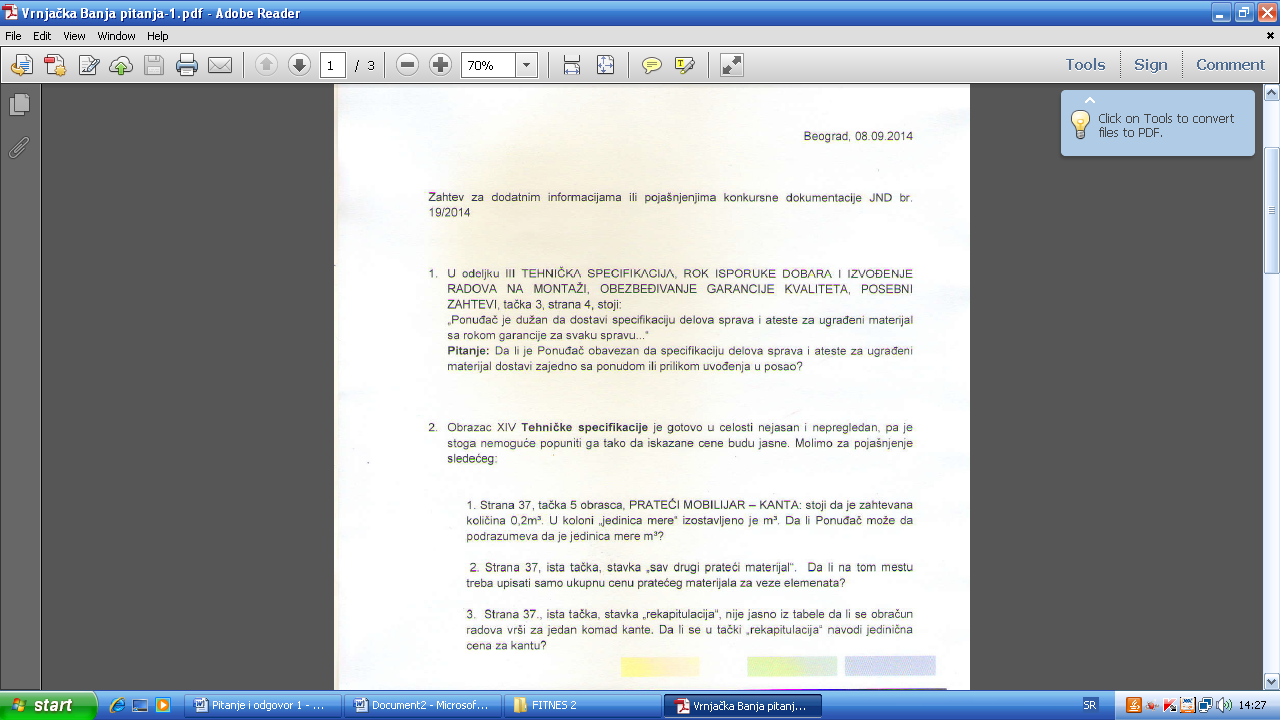 Vrnjačka Banja pitanja-1.pdf - Adobe Reader
File Edit View Window Help
1 / 3 70% Tools Sign Comment
Click on Tools to convert
files to PDF.
Beograd, 08.09.2014
Zahtev za dodatnim informacijama ili pojašnjenjima konkursne dokumentacije JND br.
19/2014
1. U odeljku III TEHNIČKA SPECIFIKACIJA, ROK ISPORUKE DOBARA I IZVOĐENJE
RADOVA NA MONTAŽI, OBEZBEĐIVANJE GARANCIJE KVALITETA, POSEBNI
ZAHTEVI, tačka 3, strana 4, stoji:
„Ponuđač je dužan da dostavi specifikaciju delova sprava i ateste za ugrađeni materijal
sa rokom garancije za svaku spravu...“
Pitanje: Da li je Ponuđač obavezan da specifikaciju delova sprava i ateste za ugrađeni
materijal dostavi zajedno sa ponudom ili prilikom uvođenja u posao?
2. Obrazac XIV Tehničke specifikacije je gotovo u celosti nejasan i nepregledan, pa je
stoga nemoguće popuniti ga tako da iskazane cene budu jasne. Molimo za pojašnjenje
sledećeg:
1. Strana 37, tačka 5 obrasca, PRATEĆI MOBILIJAR – KANTA: stoji da je zahtevana
količina 0,2m³. U koloni „jedinica mere“ izostavljeno je m³. Da li Ponuđač može da
podrazumeva da je jedinica mere m³?
2. Strana 37, ista tačka, stavka „sav drugi prateći materijal“. Da li na tom mestu
treba upisati samo ukupnu cenu pratećeg materijala za veze elemenata?
3. Strana 37., ista tačka, stavka „rekapitulacija“, nije jasno iz tabele da li se obračun
radova vrši za jedan komad kante. Da li se u tački „rekapitulacija“ navodi jedinična
cena za kantu?
start Pitanje i odgovor 1 - ... Document2 - Microsof... FITNES 2 Vrnjačka Banja pitanj... SR 14:27